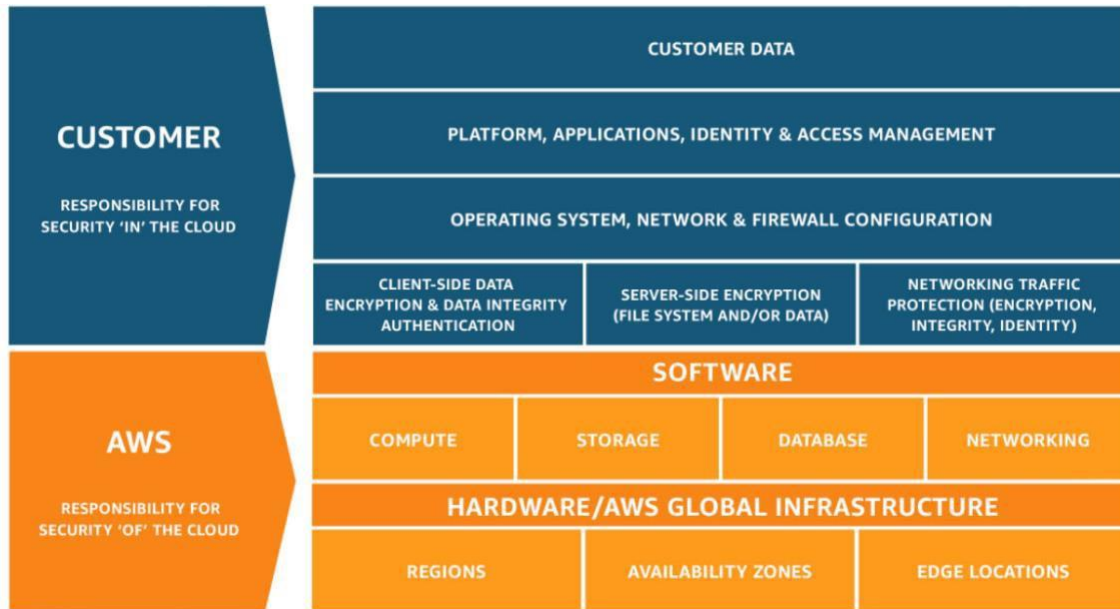 CUSTOMER
RESPONSIBILITY FOR
SECURITY ‘IN’ THE CLOUD
CUSTOMER DATA
PLATFORM, APPLICATIONS, IDENTITY & ACCESS MANAGEMENT
OPERATING SYSTEM, NETWORK & FIREWALL CONFIGURATION
CLIENT-SIDE DATA
ENCRYPTION & DATA INTEGRITY
AUTHENTICATION
SERVER-SIDE ENCRYPTION
(FILE SYSTEM AND/OR DATA)
NETWORKING TRAFFIC
PROTECTION (ENCRYPTION,
INTEGRITY, IDENTITY)
AWS
RESPONSIBILITY FOR
SECURITY ‘OF’ THE CLOUD
SOFTWARE
COMPUTE
STORAGE
DATABASE
NETWORKING
HARDWARE/AWS GLOBAL INFRASTRUCTURE
REGIONS
AVAILABILITY ZONES
EDGE LOCATIONS